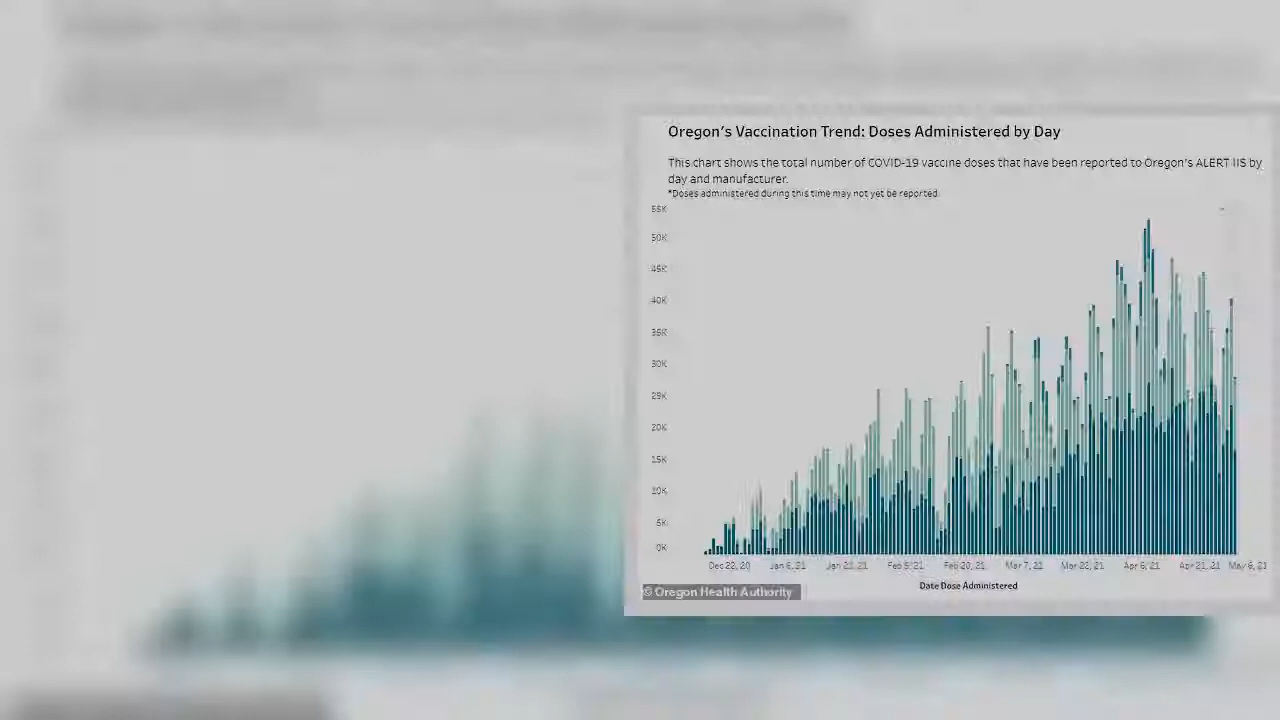 Oregon's Vaccination Trend: Doses Administered by Day
This chart shows the total number of COVID-19 vaccine doses that have been reported to Oregon's ALERT IIS by
day and manufacturer.
*Doses administered during this time may not yet be reported.
55K
50K
45K
40K
35K
30K
25K
20K
15K
10K
5K
0K
Dec 22, 20 Jan 6, 21 Jan 21, 21 Feb 5, 21 Feb 20, 21 Mar 7, 21 Mar 22, 21 Apr 6, 21 Apr 21, 21 May 6, 21
Date Dose Administered
© Oregon Health Authority